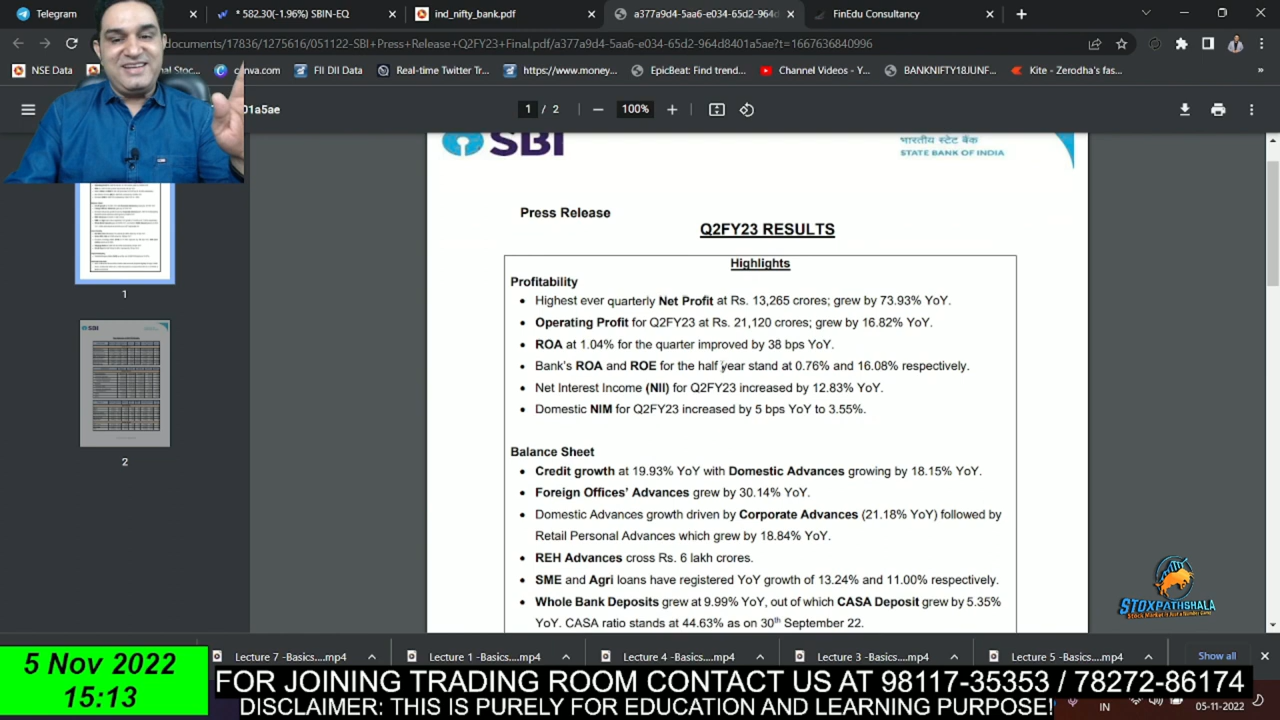 Telegram
* 582.30(-1.96%) SBIN-EQ
ind_nifty_bank.pdf
a377a9d4-5aa6-e034-65d2-964d
FinEdu Consultancy
documents/17836/1275616/051122-SBI+Press+Release+Q2FY23+Final.pdf/a377a9d4-5aa6-e034-65d2-964d8401a5ae?t=1667639640996
NSE Data
canva.com
FII DII Data
Real-time Twitter Tr...
https://www.money...
EpicBeat: Find trend...
Channel Videos - Y...
BANKNIFTY18JUNF...
Kite - Zerodha's fas...
»
01a5ae
1 / 2
100%
SBI
भारतीय स्टेट बैंक
STATE BANK OF INDIA
Press Release
Q2FY23 RESULTS
Highlights
Profitability
• Highest ever quarterly Net Profit at Rs. 13,265 crores; grew by 73.93% YoY.
• Operating Profit for Q2FY23 at Rs. 21,120 crores; grew by 16.82% YoY.
• ROA at 1.04% for the quarter improved by 38 bps YoY.
• Bank's ROA and ROE for the half year stand at 0.76% and 16.08% respectively.
• Net Interest Income (NII) for Q2FY23 increased by 12.83% YoY.
• Domestic NIM for Q2FY23 increased by 5 bps YoY to 3.55%.
Balance Sheet
• Credit growth at 19.93% YoY with Domestic Advances growing by 18.15% YoY.
• Foreign Offices' Advances grew by 30.14% YoY.
• Domestic Advances growth driven by Corporate Advances (21.18% YoY) followed by
Retail Personal Advances which grew by 18.84% YoY.
• REH Advances cross Rs. 6 lakh crores.
• SME and Agri loans have registered YoY growth of 13.24% and 11.00% respectively.
• Whole Bank Deposits grew at 9.99% YoY, out of which CASA Deposit grew by 5.35%
YoY. CASA ratio stands at 44.63% as on 30th September 22.
1
SBI
2
STOXPATHSHALA
Lecture 7 -Basics....mp4
Lecture 1 -Basics....mp4
Lecture 4 -Basics....mp4
Lecture 3 -Basics....mp4
Lecture 5 -Basics....mp4
Show all
5 Nov 2022
15:13
FOR JOINING TRADING ROOM CONTACT US AT 98117-35353 / 78272-86174
DISCLAIMER: THIS IS PURELY FOR EDUCATION AND LEARNING PURPOSE!
IN
05-11-2022